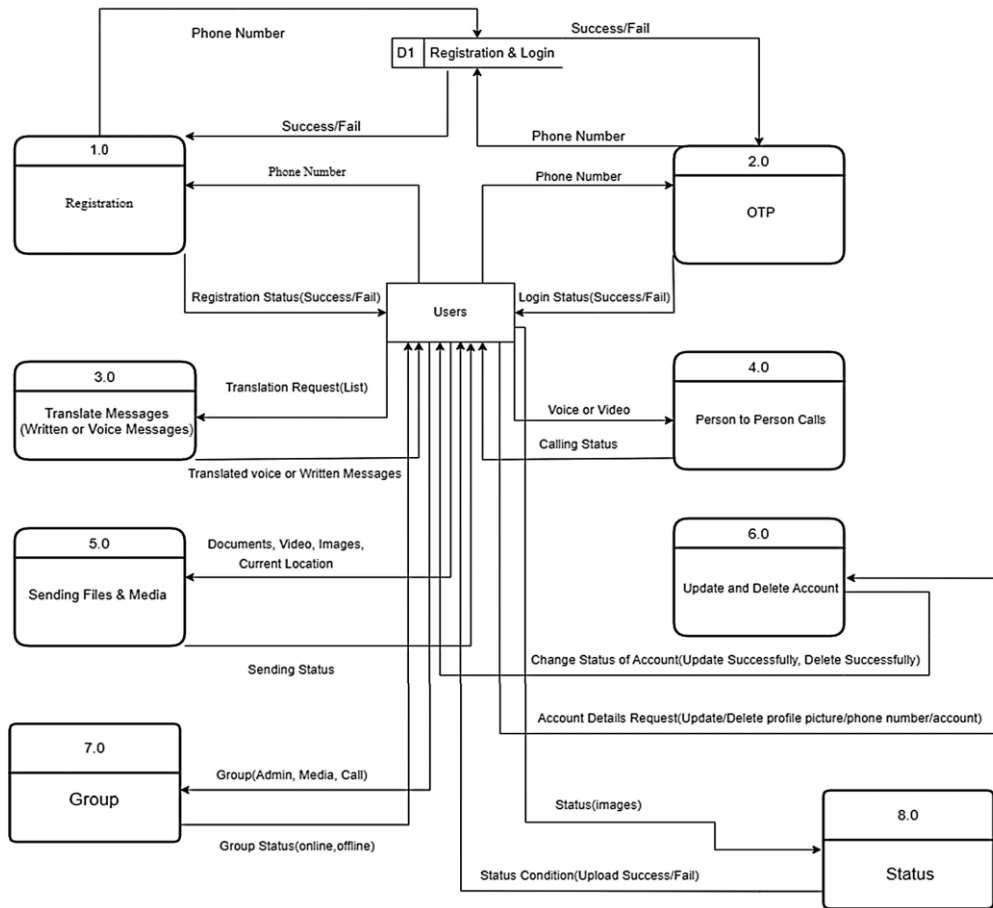 Phone Number
Success/Fail
D1 Registration & Login
Success/Fail
Phone Number
1.0
Registration
Phone Number
Phone Number
2.0
OTP
Registration Status(Success/Fail)
Users
Login Status(Success/Fail)
3.0
Translate Messages
(Written or Voice Messages)
Translation Request(List)
Translated voice or Written Messages
4.0
Person to Person Calls
Voice or Video
Calling Status
5.0
Sending Files & Media
Documents, Video, Images,
Current Location
Sending Status
6.0
Update and Delete Account
Change Status of Account(Update Successfully, Delete Successfully)
Account Details Request(Update/Delete profile picture/phone number/account)
7.0
Group
Group(Admin, Media, Call)
Group Status(online,offline)
Status(images)
8.0
Status
Status Condition(Upload Success/Fail)